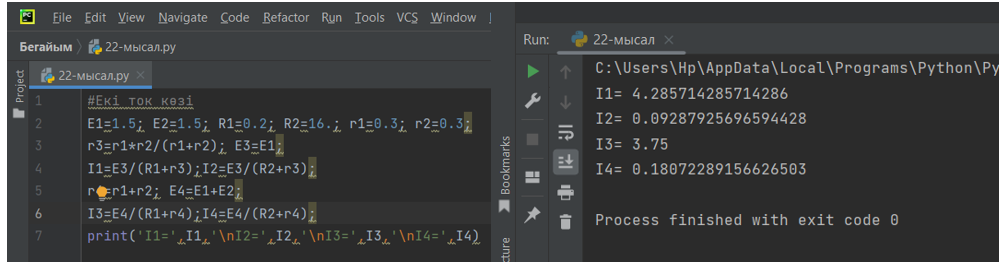 File Edit View Navigate Code Refactor Run Tools VCS Window
Бегайым 22-мысал.py
Project
22-мысал.py
1 #Екі ток көзі
2 E1=1.5; E2=1.5; R1=0.2; R2=16.; r1=0.3; r2=0.3;
3 r3=r1*r2/(r1+r2); E3=E1;
4 I1=E3/(R1+r3);I2=E3/(R2+r3);
5 r4=r1+r2; E4=E1+E2;
6 I3=E4/(R1+r4);I4=E4/(R2+r4);
7 print('I1=',I1,'\nI2=',I2,'\nI3=',I3,'\nI4=',I4)
Bookmarks
Run: 22-мысал
C:\Users\Hp\AppData\Local\Programs\Python\Py
I1= 4.285714285714286
I2= 0.09287925696594428
I3= 3.75
I4= 0.18072289156626503
Process finished with exit code 0